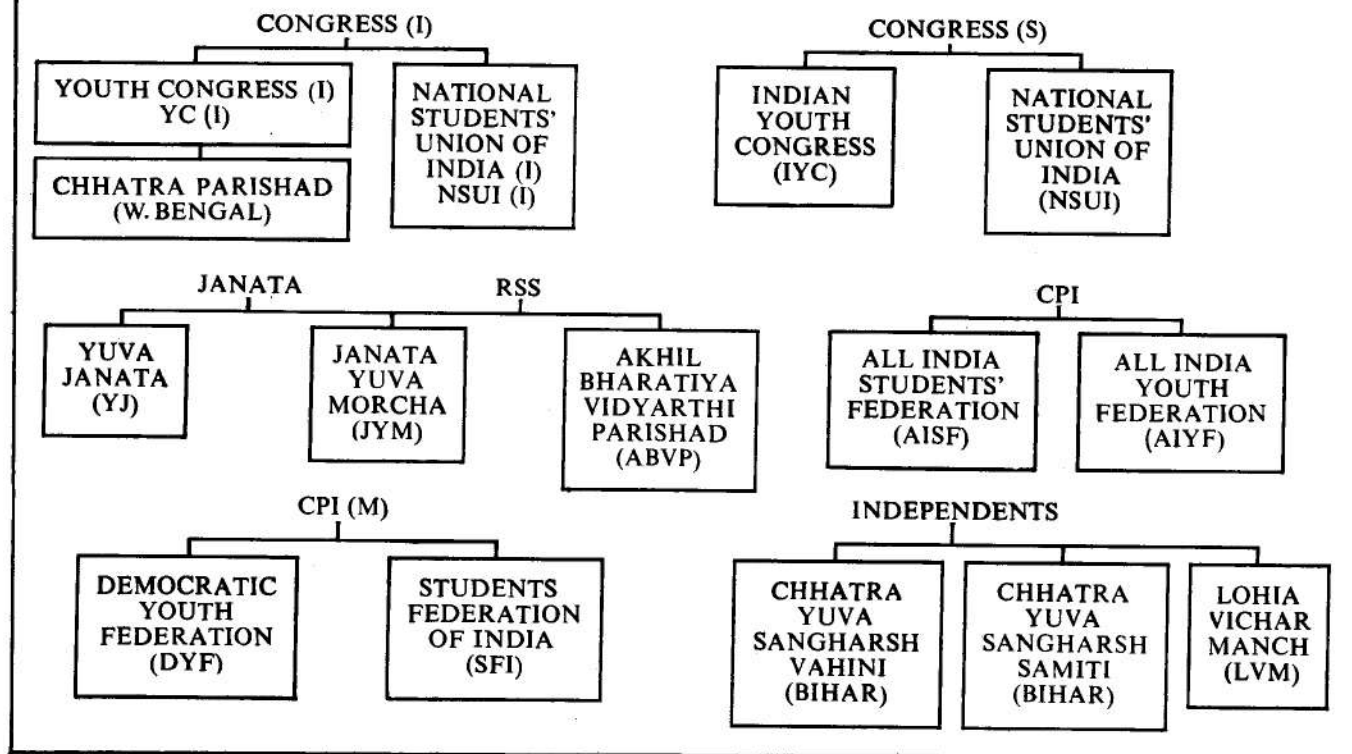 CONGRESS (I)
YOUTH CONGRESS (I)
YC (I)
CHHATRA PARISHAD
(W. BENGAL)
NATIONAL
STUDENTS'
UNION OF
INDIA (I)
NSUI (I)
CONGRESS (S)
INDIAN
YOUTH
CONGRESS
(IYC)
NATIONAL
STUDENTS'
UNION OF
INDIA
(NSUI)
JANATA
RSS
YUVA
JANATA
(YJ)
JANATA
YUVA
MORCHA
(JYM)
AKHIL
BHARATIYA
VIDYARTHI
PARISHAD
(ABVP)
CPI
ALL INDIA
STUDENTS'
FEDERATION
(AISF)
ALL INDIA
YOUTH
FEDERATION
(AIYF)
CPI (M)
DEMOCRATIC
YOUTH
FEDERATION
(DYF)
STUDENTS
FEDERATION
OF INDIA
(SFI)
INDEPENDENTS
CHHATRA
YUVA
SANGHARSH
VAHINI
(BIHAR)
CHHATRA
YUVA
SANGHARSH
SAMITI
(BIHAR)
LOHIA
VICHAR
MANCH
(LVM)